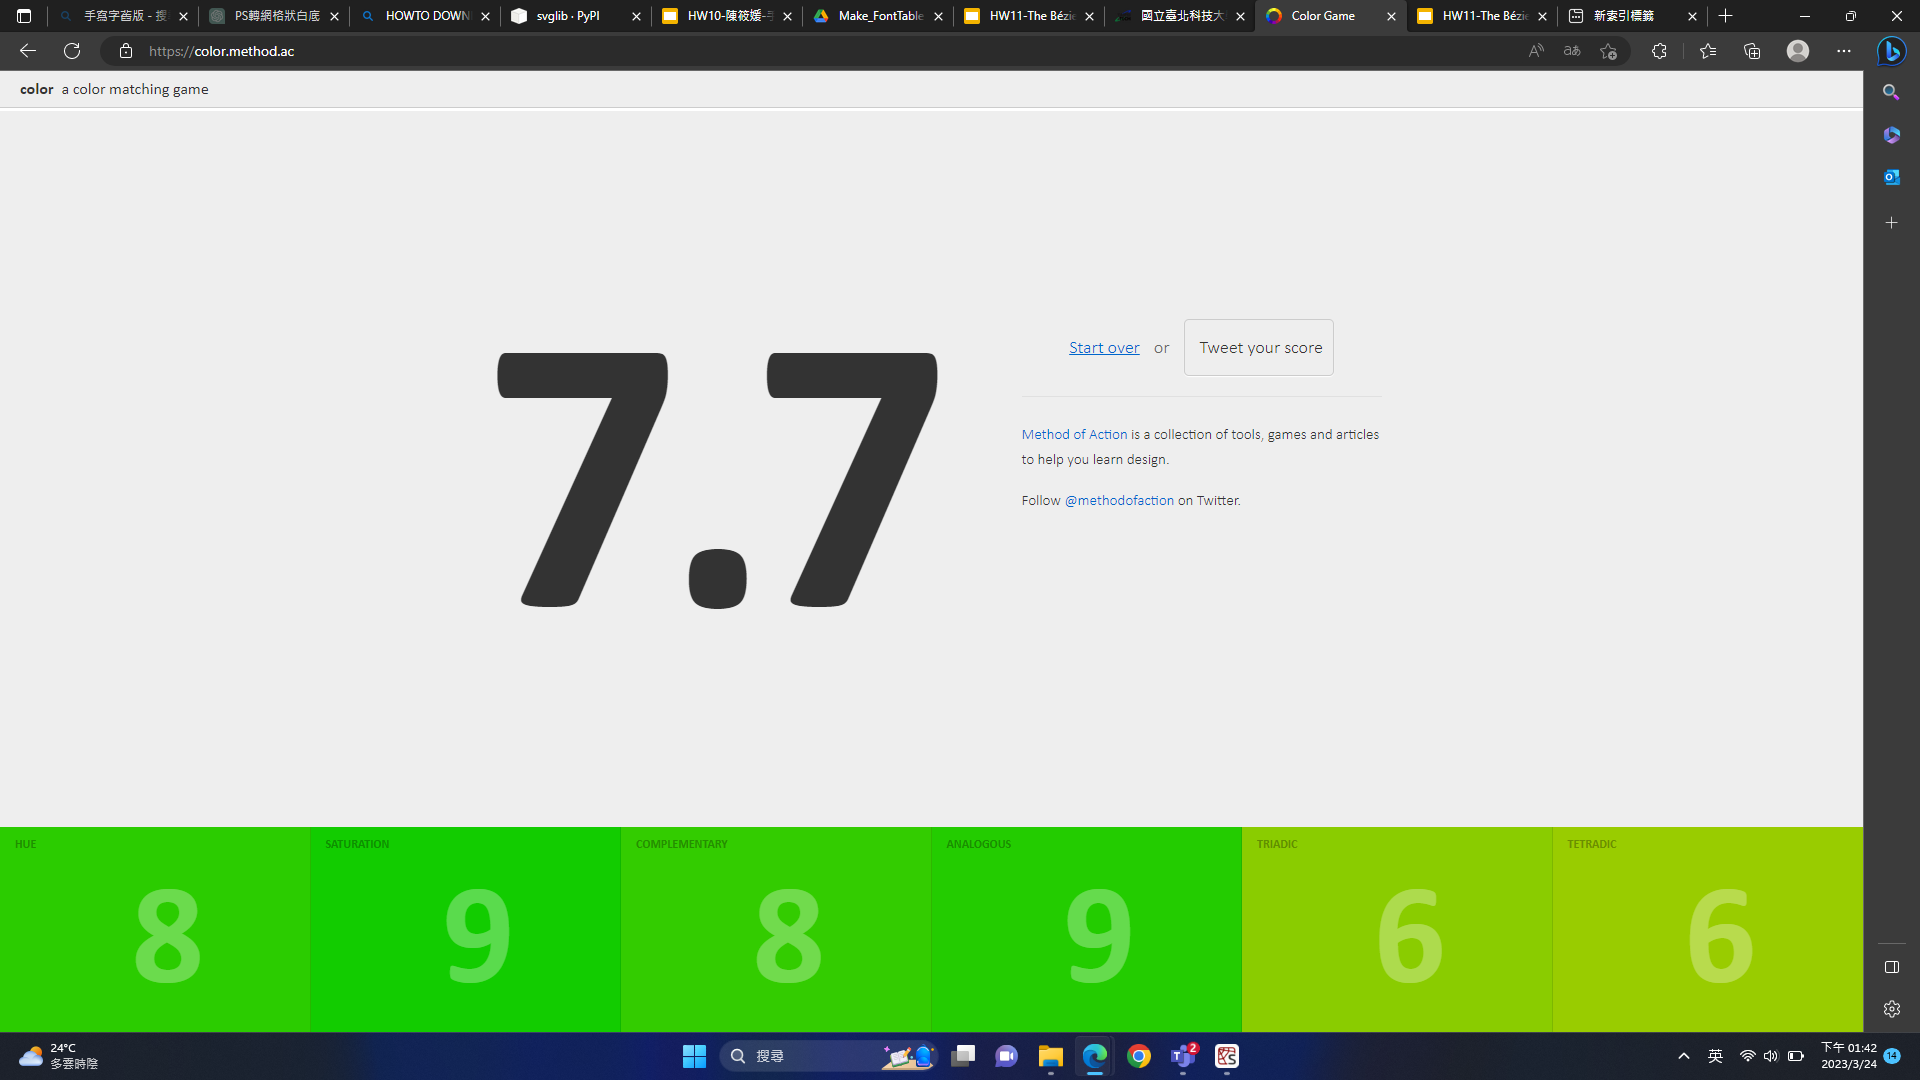 手寫字舊版 - 搜
PS轉網格狀白底
HOWTO DOWN
svglib · PyPI
HW10-陳筱媛-手
Make_FontTable
HW11-The Bézie
國立臺北科技大
Color Game
HW11-The Bézie
新索引標籤
https://color.method.ac
color a color matching game
7.7
Start over or Tweet your score
Method of Action is a collection of tools, games and articles
to help you learn design.
Follow @methodofaction on Twitter.
HUE
8
SATURATION
9
COMPLEMENTARY
8
ANALOGOUS
9
TRIADIC
6
TETRADIC
6
24°C
多雲時陰
搜尋
2
英
下午 01:42
2023/3/24
14